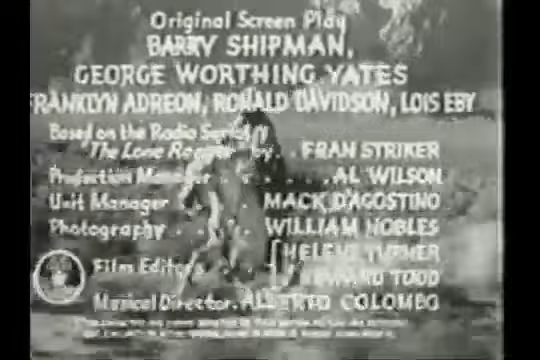 Original Screen Play
BARRY SHIPMAN,
GEORGE WORTHING YATES
FRANKLYN ADREON, RONALD DAVIDSON, LOIS EBY
Based on the Radio Serial
"The Lone Ranger" by . . FRAN STRIKER
Production Manager . . . . . AL WILSON
Unit Manager . . . MACK D'AGOSTINO
Photography . . . WILLIAM NOBLES
Film Editors HELENE TURNER
EDWARD TODD
Musical Director. ALBERTO COLOMBO